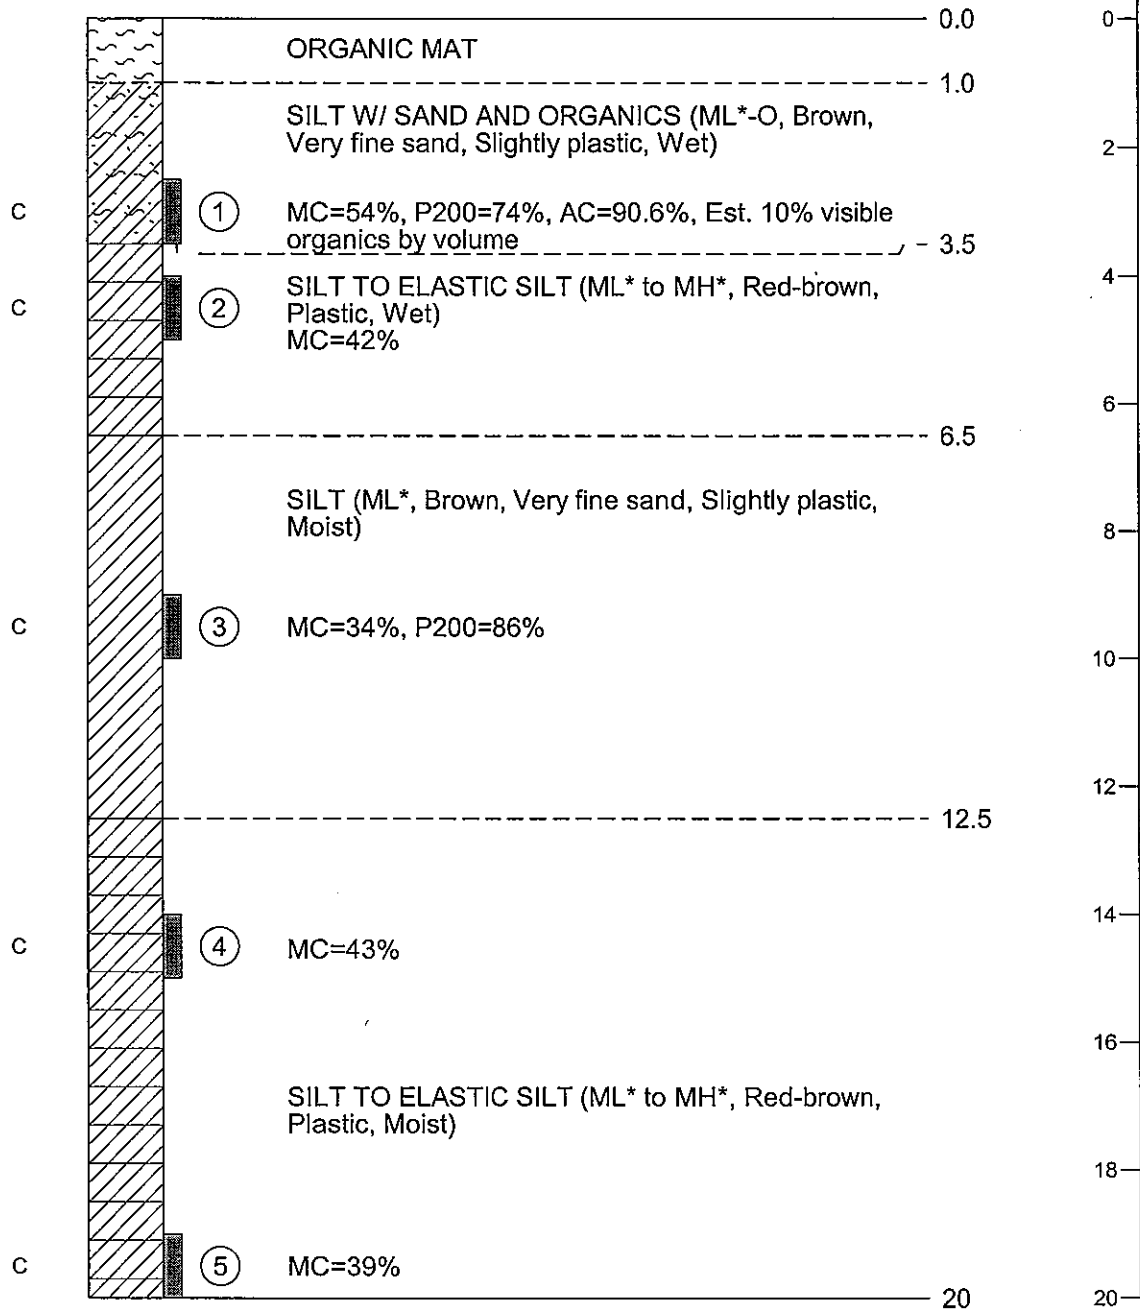 0.0
0
ORGANIC MAT
1.0
SILT W/ SAND AND ORGANICS (ML*-O, Brown,
Very fine sand, Slightly plastic, Wet)
2
C
1
MC=54%, P200=74%, AC=90.6%, Est. 10% visible
organics by volume
3.5
4
C
2
SILT TO ELASTIC SILT (ML* to MH*, Red-brown,
Plastic, Wet)
MC=42%
6
6.5
SILT (ML*, Brown, Very fine sand, Slightly plastic,
Moist)
8
C
3
MC=34%, P200=86%
10
12
12.5
14
C
4
MC=43%
16
SILT TO ELASTIC SILT (ML* to MH*, Red-brown,
Plastic, Moist)
18
C
5
MC=39%
20
20